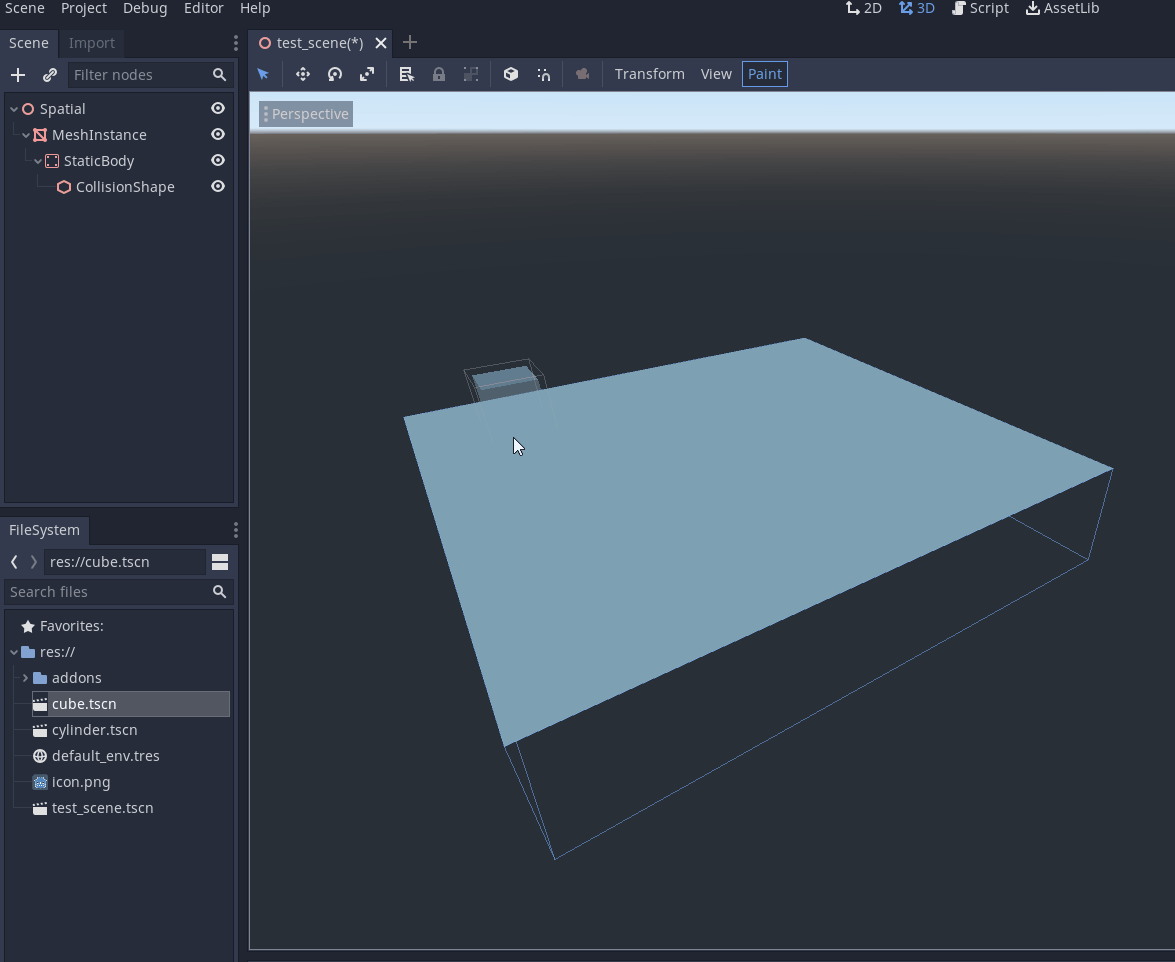 Scene Project Debug Editor Help 2D 3D Script AssetLib
Scene Import
test_scene(*)
Filter nodes
Transform View Paint
Spatial
MeshInstance
StaticBody
CollisionShape
Perspective
FileSystem
res://cube.tscn
Search files
Favorites:
res://
addons
cube.tscn
cylinder.tscn
default_env.tres
icon.png
test_scene.tscn